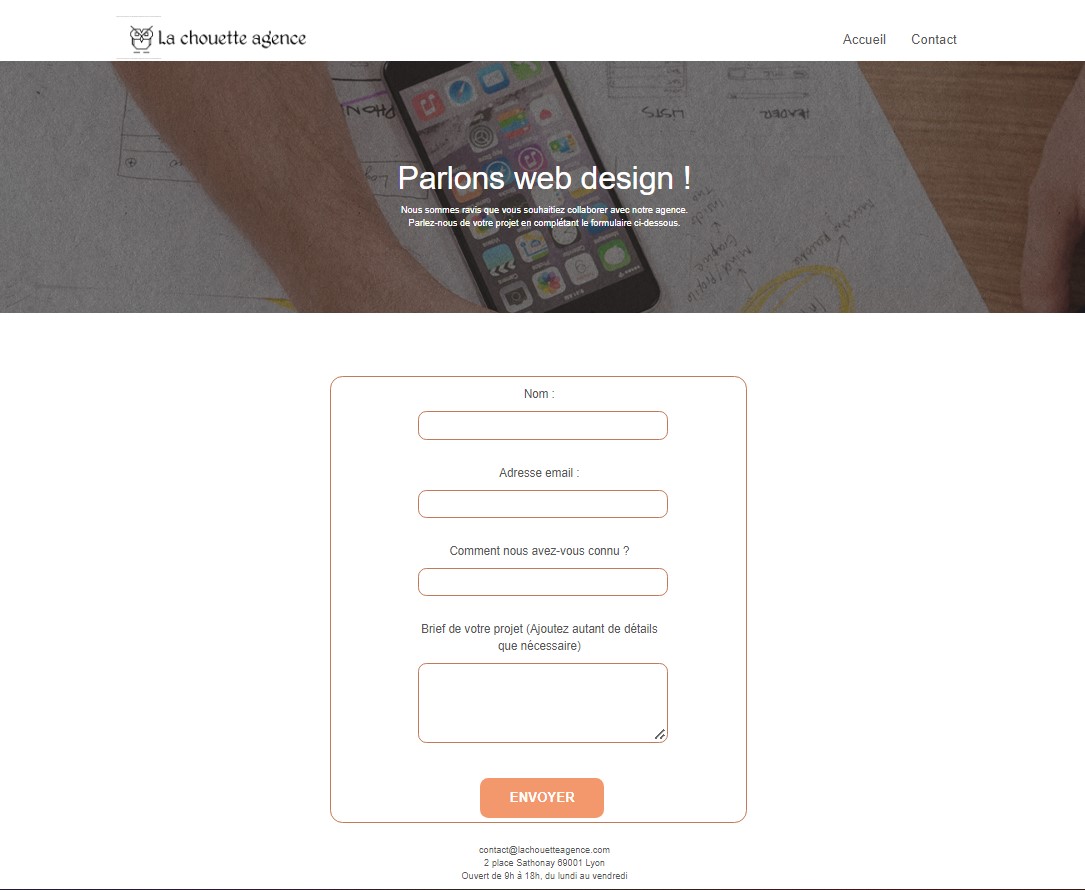 La chouette agence
Accueil
Contact
LISTS
HEADER
Parlons web design !
Nous sommes ravis que vous souhaitiez collaborer avec notre agence.
Parlez-nous de votre projet en complétant le formulaire ci-dessous.
Nom :
Adresse email :
Comment nous avez-vous connu ?
Brief de votre projet (Ajoutez autant de détails
que nécessaire)
ENVOYER
contact@lachouetteagence.com
2 place Sathonay 69001 Lyon
Ouvert de 9h à 18h, du lundi au vendredi